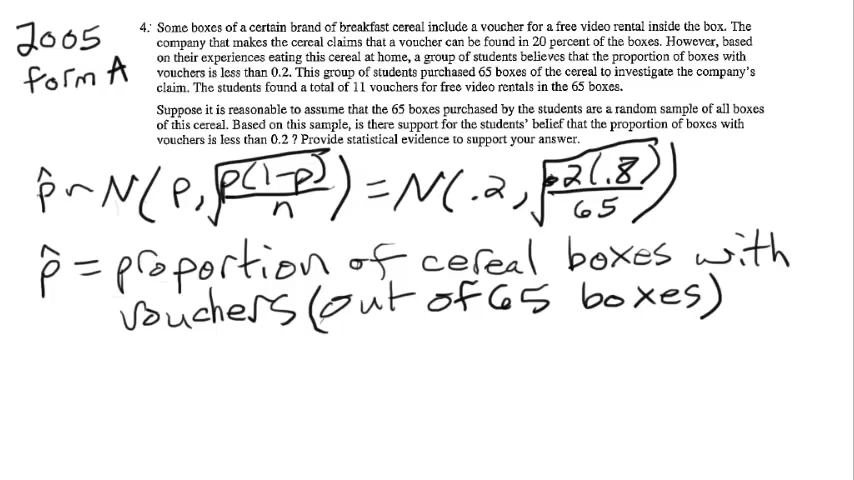 2005
form A
4. Some boxes of a certain brand of breakfast cereal include a voucher for a free video rental inside the box. The
company that makes the cereal claims that a voucher can be found in 20 percent of the boxes. However, based
on their experiences eating this cereal at home, a group of students believes that the proportion of boxes with
vouchers is less than 0.2. This group of students purchased 65 boxes of the cereal to investigate the company's
claim. The students found a total of 11 vouchers for free video rentals in the 65 boxes.
Suppose it is reasonable to assume that the 65 boxes purchased by the students are a random sample of all boxes
of this cereal. Based on this sample, is there support for the students' belief that the proportion of boxes with
vouchers is less than 0.2 ? Provide statistical evidence to support your answer.
p̂ ~ N(p, √(p(1-p)/n)) = N(.2, √(.2(.8)/65))
p̂ = proportion of cereal boxes with
vouchers (out of 65 boxes)